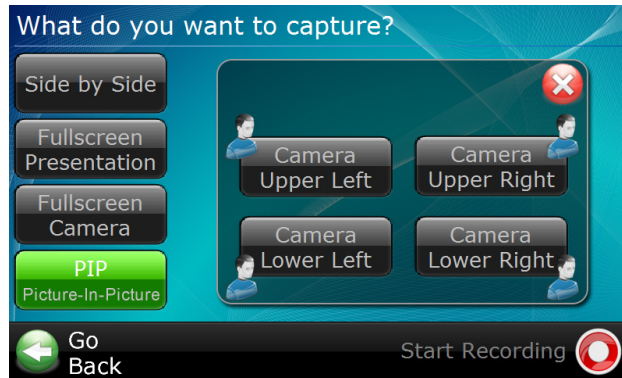 What do you want to capture?
Side by Side
Fullscreen
Presentation
Fullscreen
Camera
PIP
Picture-In-Picture
Camera
Upper Left
Camera
Upper Right
Camera
Lower Left
Camera
Lower Right
Go
Back
Start Recording